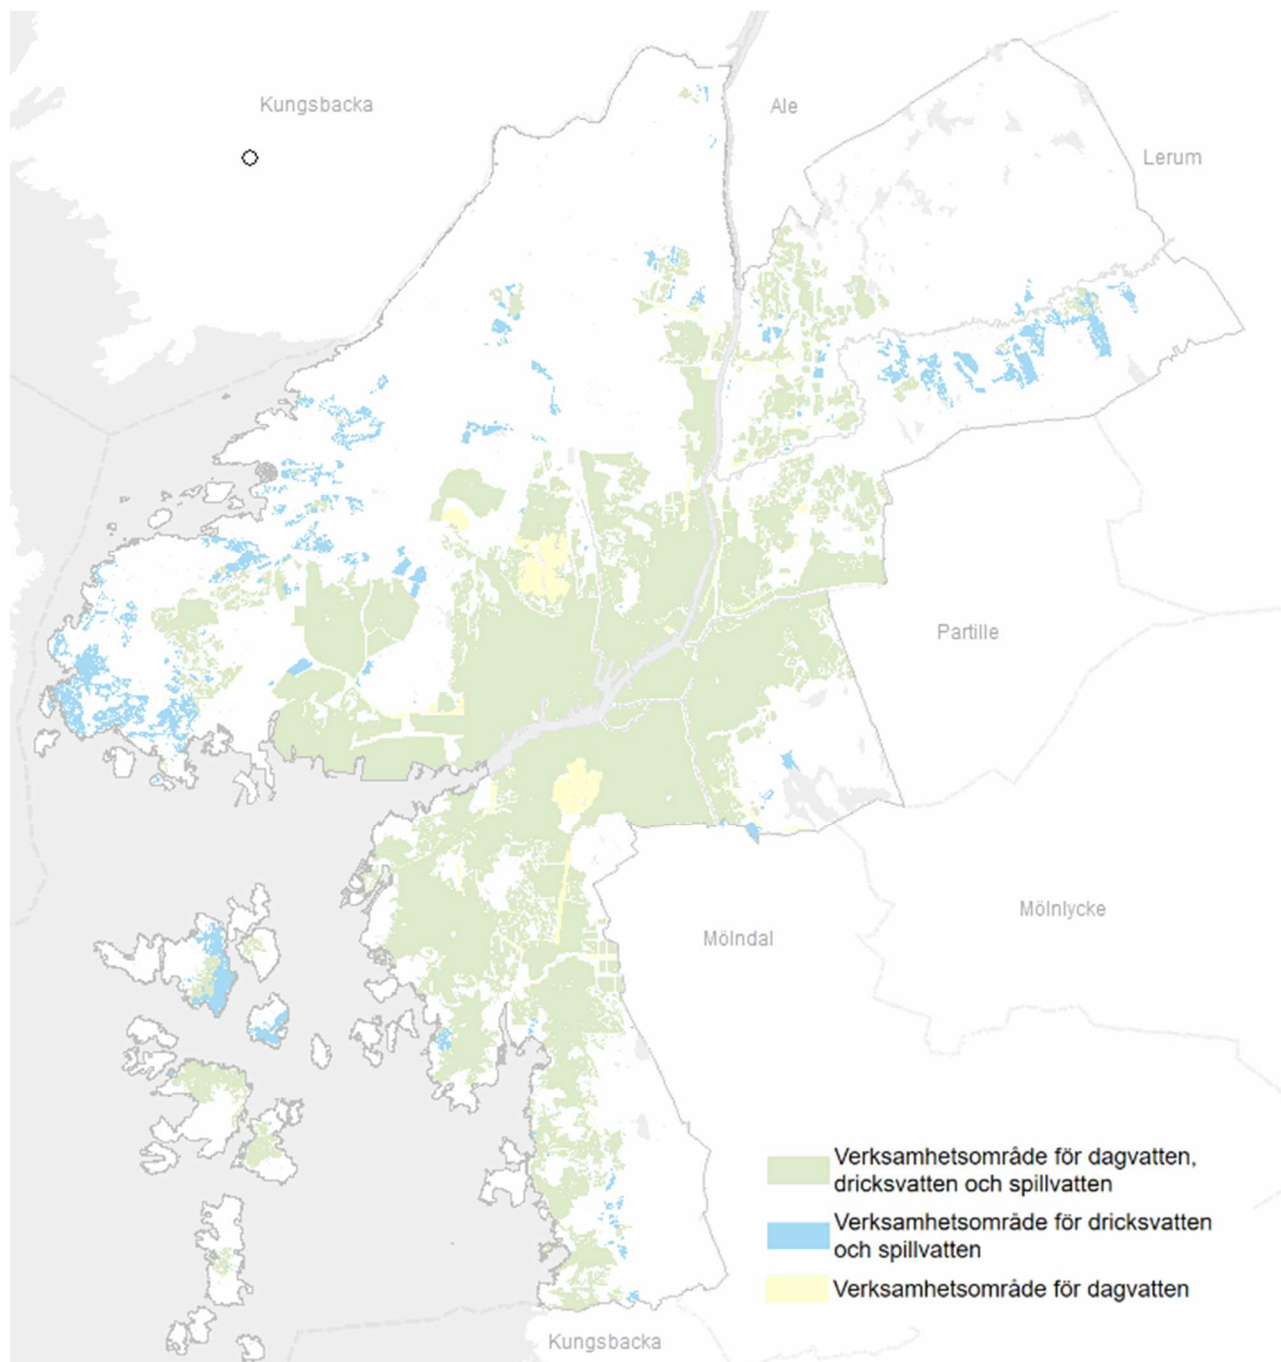 Kungsbacka
Ale
Lerum
Partille
Mölnlycke
Mölndal
Verksamhetsområde för dagvatten,
dricksvatten och spillvatten
Verksamhetsområde för dricksvatten
och spillvatten
Verksamhetsområde för dagvatten
Kungsbacka